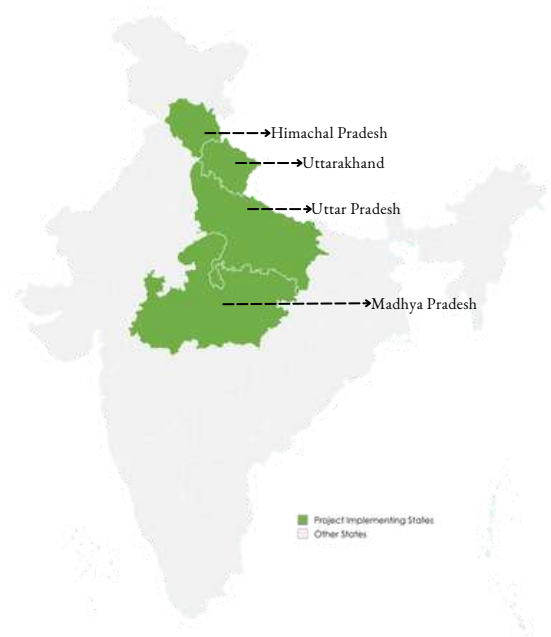 Himachal Pradesh
Uttarakhand
Uttar Pradesh
Madhya Pradesh
Project Implementing States
Other States